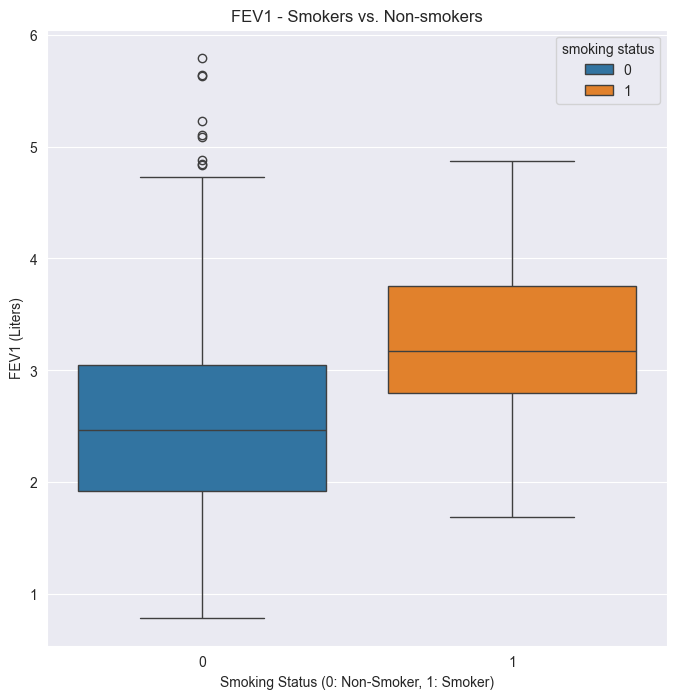 FEV1 - Smokers vs. Non-smokers
smoking status
0
1
FEV1 (Liters)
6
5
4
3
2
1
0
1
Smoking Status (0: Non-Smoker, 1: Smoker)